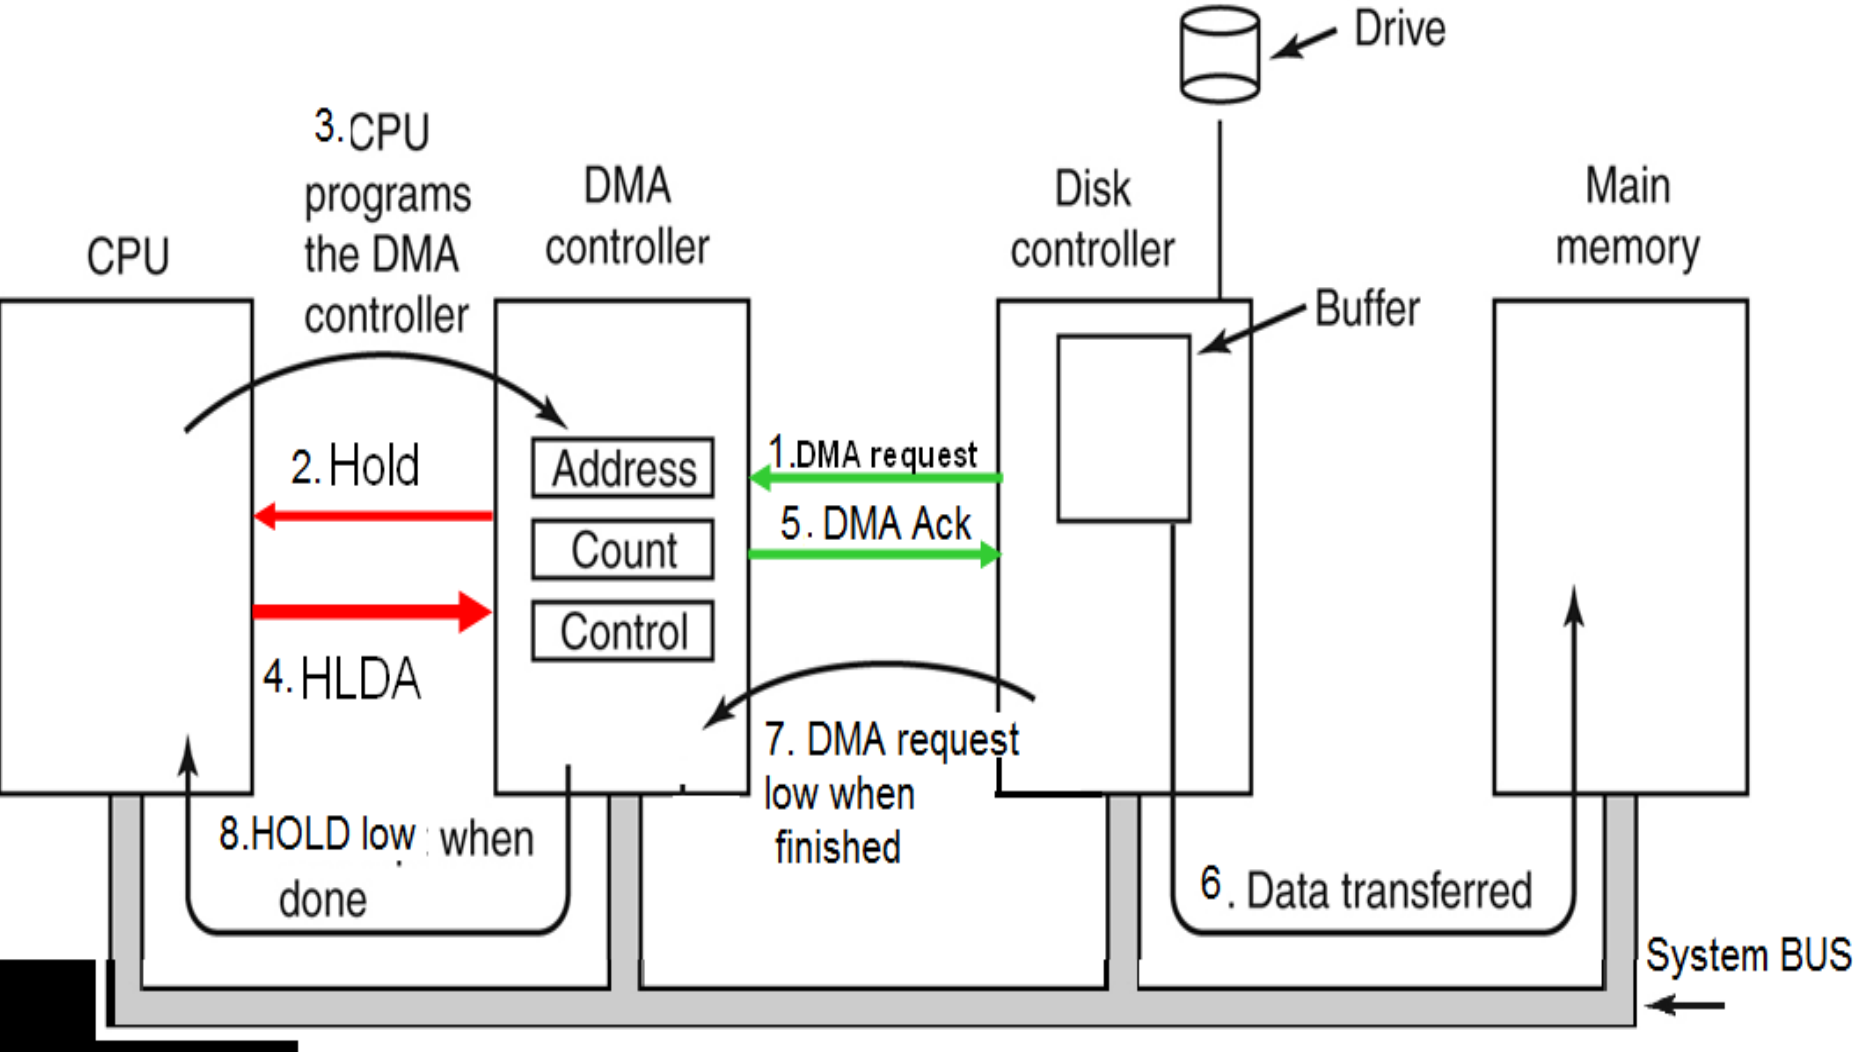 Drive
3.CPU
programs
the DMA
controller
CPU
DMA
controller
Disk
controller
Main
memory
Buffer
2. Hold
Address
Count
Control
1.DMA request
5. DMA Ack
4. HLDA
7. DMA request
low when
finished
8.HOLD low when
done
6. Data transferred
System BUS